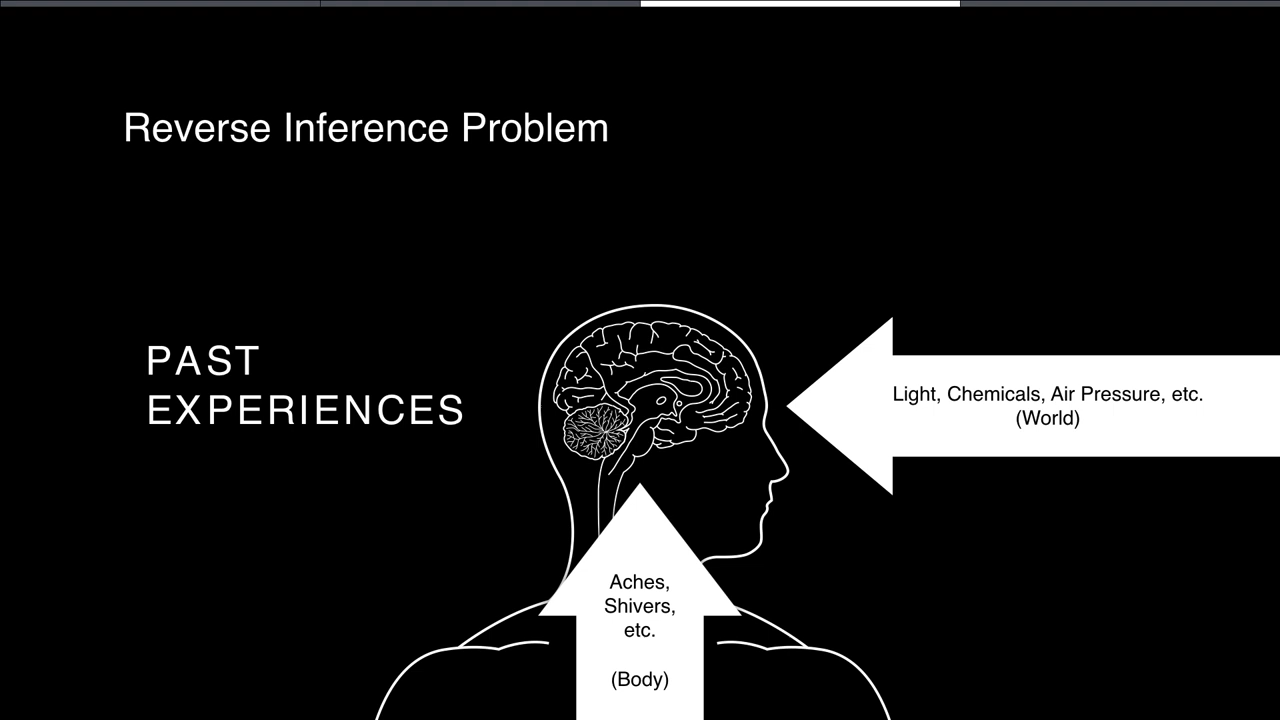 Reverse Inference Problem
PAST
EXPERIENCES
Light, Chemicals, Air Pressure, etc.
(World)
Aches,
Shivers,
etc.
(Body)